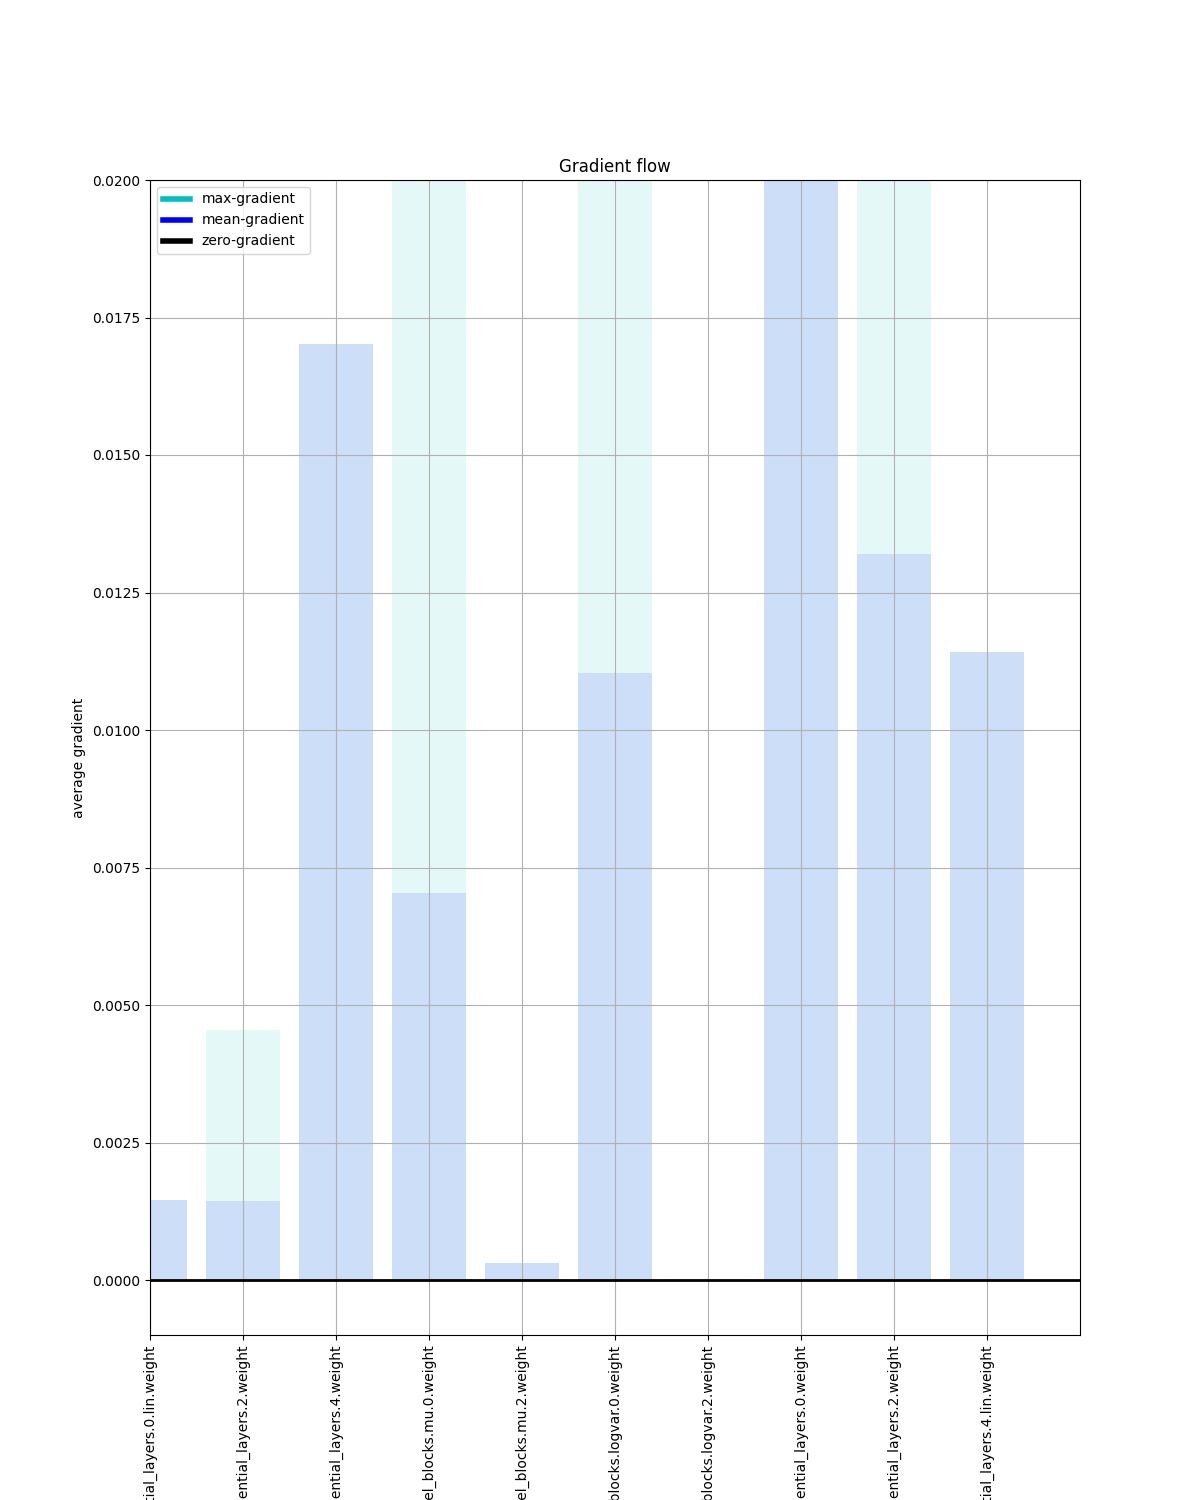 Gradient flow
max-gradient
mean-gradient
zero-gradient
0.0200
0.0175
0.0150
0.0125
0.0100
0.0075
0.0050
0.0025
0.0000
average gradient
tial_layers.0.lin.weight
ential_layers.2.weight
ential_layers.4.weight
el_blocks.mu.0.weight
el_blocks.mu.2.weight
blocks.logvar.0.weight
blocks.logvar.2.weight
ential_layers.0.weight
ential_layers.2.weight
tial_layers.4.lin.weight